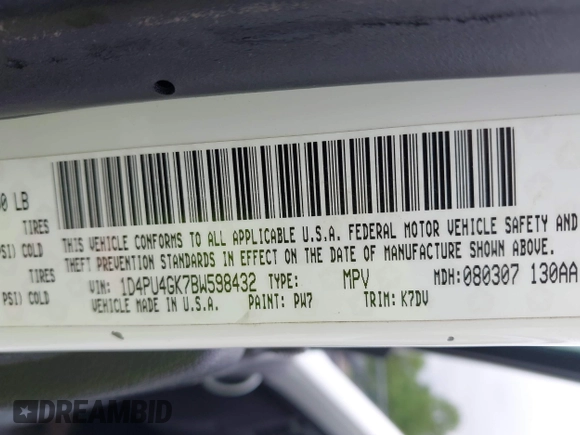 0 LB
TIRES
PSI) COLD
TIRES
PSI) COLD
THIS VEHICLE CONFORMS TO ALL APPLICABLE U.S.A. FEDERAL MOTOR VEHICLE SAFETY AND
THEFT PREVENTION STANDARDS IN EFFECT ON THE DATE OF MANUFACTURE SHOWN ABOVE.
VIN: 1D4PU4GK7BW598432 TYPE: MPV MDH: 080307 130AA
VEHICLE MADE IN U.S.A. PAINT: PW7 TRIM: K7DV
DREAMBID